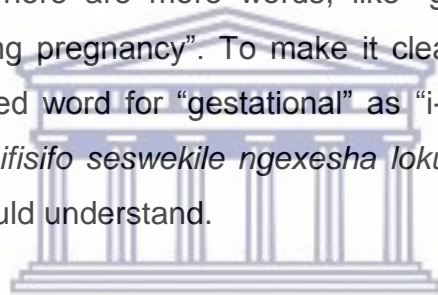 here are more words, like "g
ng pregnancy". To make it clea
ed word for "gestational" as "i-
ifisifo seswekile ngexesha loku
uld understand.